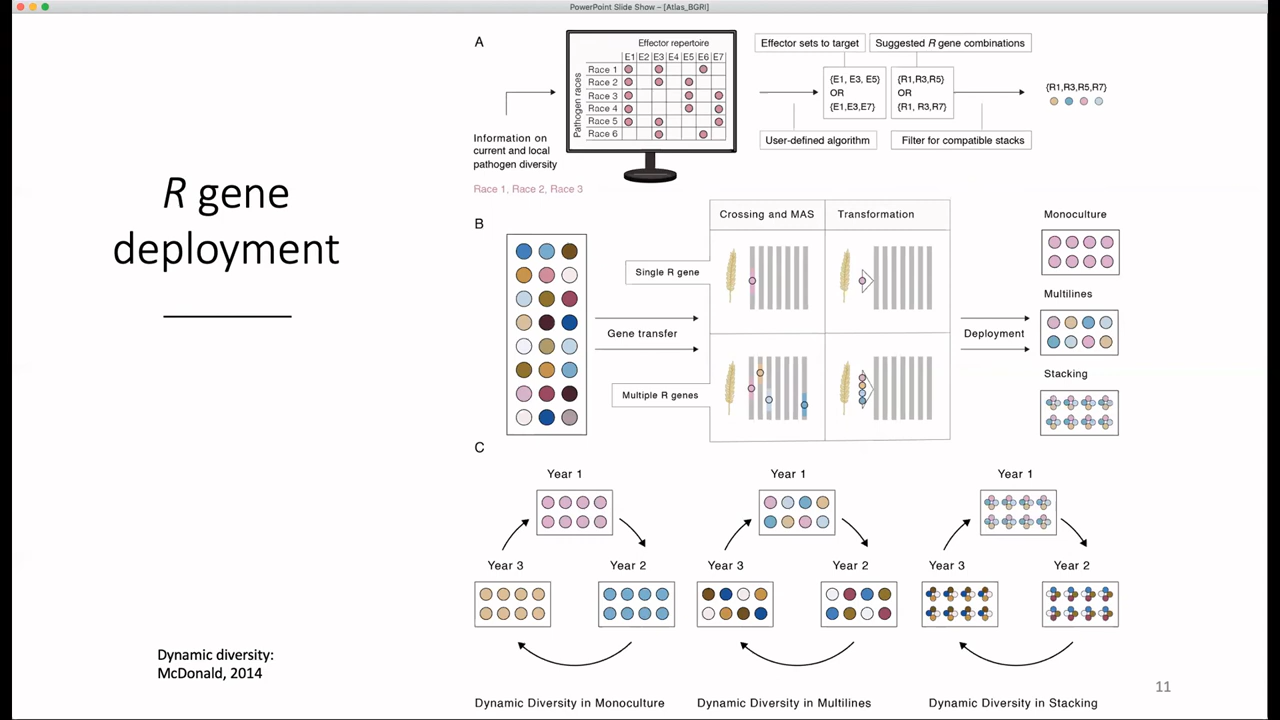 PowerPoint Slide Show – [Atlas_BGRI]
R gene
deployment
Dynamic diversity:
McDonald, 2014
A
Information on
current and local
pathogen diversity
Race 1, Race 2, Race 3
Effector repertoire
E1 E2 E3 E4 E5 E6 E7
Pathogen races
Race 1
Race 2
Race 3
Race 4
Race 5
Race 6
Effector sets to target
{E1, E3, E5}
OR
{E1,E3,E7}
User-defined algorithm
Suggested R gene combinations
{R1,R3,R5}
OR
{R1, R3,R7}
Filter for compatible stacks
{R1,R3,R5,R7}
B
Gene transfer
Single R gene
Multiple R genes
Crossing and MAS
Transformation
Deployment
Monoculture
Multilines
Stacking
C
Year 1
Year 3
Year 2
Dynamic Diversity in Monoculture
Year 1
Year 3
Year 2
Dynamic Diversity in Multilines
Year 1
Year 3
Year 2
Dynamic Diversity in Stacking
11